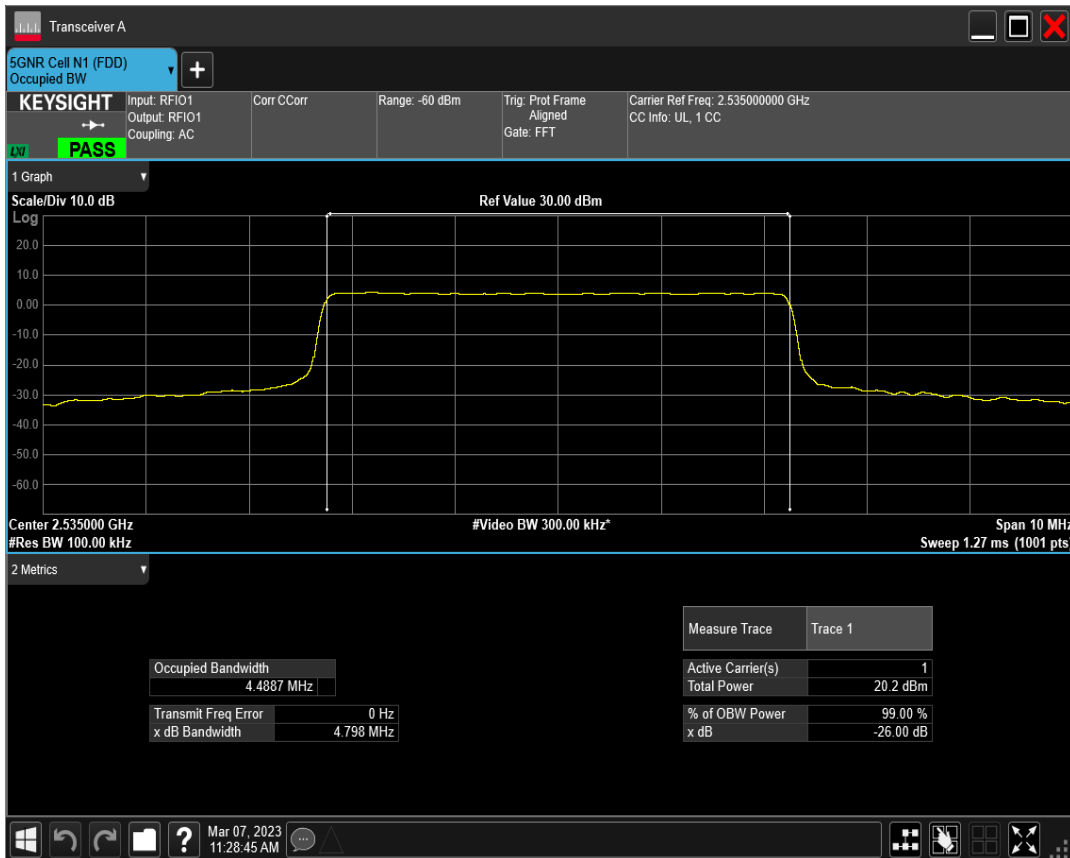 Transceiver A
5GNR Cell N1 (FDD)
Occupied BW
+
KEYSIGHT
LXI
PASS
Input: RFIO1
Output: RFIO1
Coupling: AC
Corr CCorr
Range: -60 dBm
Trig: Prot Frame
Aligned
Gate: FFT
Carrier Ref Freq: 2.535000000 GHz
CC Info: UL, 1 CC
1 Graph
Scale/Div 10.0 dB
Ref Value 30.00 dBm
Log
20.0
10.0
0.00
-10.0
-20.0
-30.0
-40.0
-50.0
-60.0
Center 2.535000 GHz
#Video BW 300.00 kHz*
Span 10 MHz
#Res BW 100.00 kHz
Sweep 1.27 ms (1001 pts)
2 Metrics
Measure Trace Trace 1
Occupied Bandwidth
4.4887 MHz
Active Carrier(s) 1
Total Power 20.2 dBm
Transmit Freq Error 0 Hz
x dB Bandwidth 4.798 MHz
% of OBW Power 99.00 %
x dB -26.00 dB
?
Mar 07, 2023
11:28:45 AM